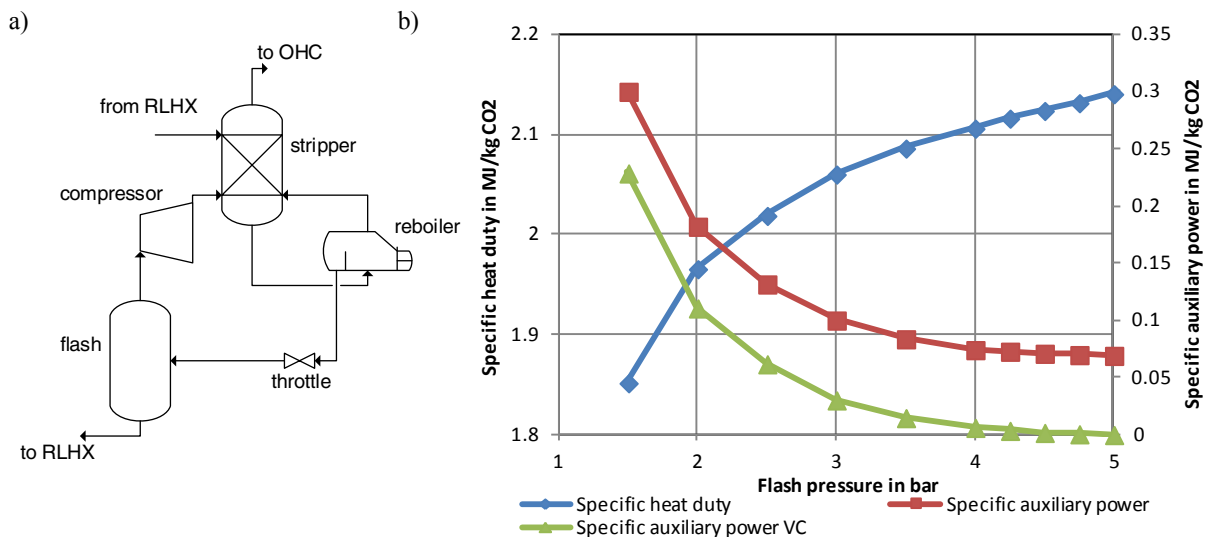 a)
to OHC
from RLHX
stripper
compressor
reboiler
flash
throttle
to RLHX
b)
Specific heat duty in MJ/kg CO2
2.2
2.1
2
1.9
1.8
0.35
0.3
0.25
0.2
0.15
0.1
0.05
0
Specific auxiliary power in MJ/kg CO2
1 2 3 4 5
Flash pressure in bar
Specific heat duty
Specific auxiliary power
Specific auxiliary power VC